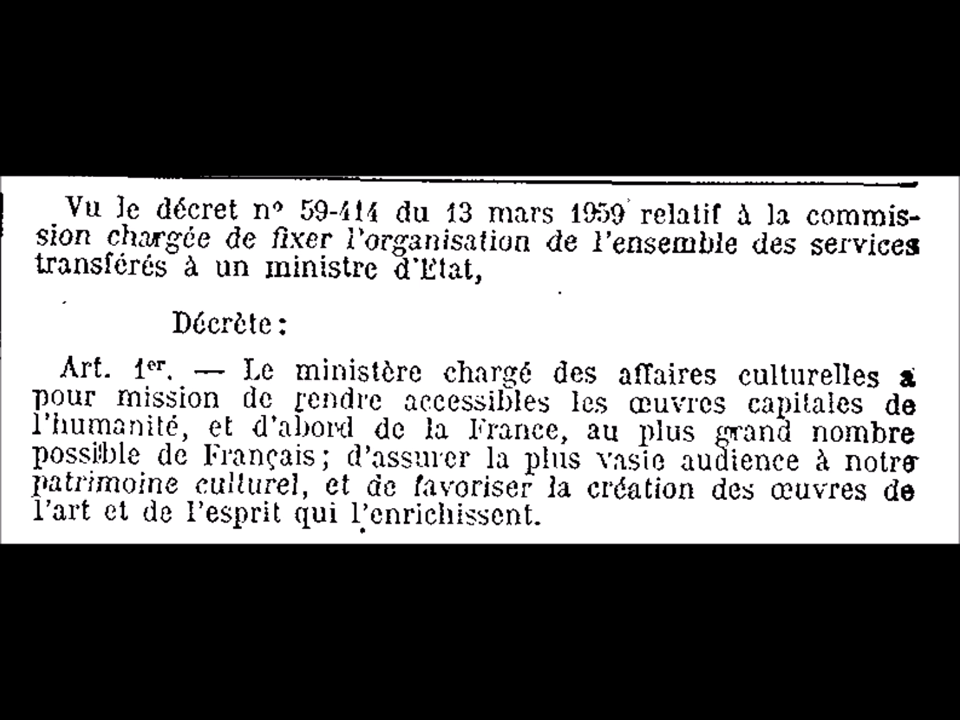 Vu le décret n° 59-414 du 13 mars 1959 relatif à la commis-
sion chargée de fixer l'organisation de l'ensemble des services
transférés à un ministre d'Etat,
Décrète :
Art. 1er. — Le ministère chargé des affaires culturelles a
pour mission de rendre accessibles les œuvres capitales de
l'humanité, et d'abord de la France, au plus grand nombre
possible de Français ; d'assurer la plus vaste audience à notre
patrimoine culturel, et de favoriser la création des œuvres de
l'art et de l'esprit qui l'enrichissent.